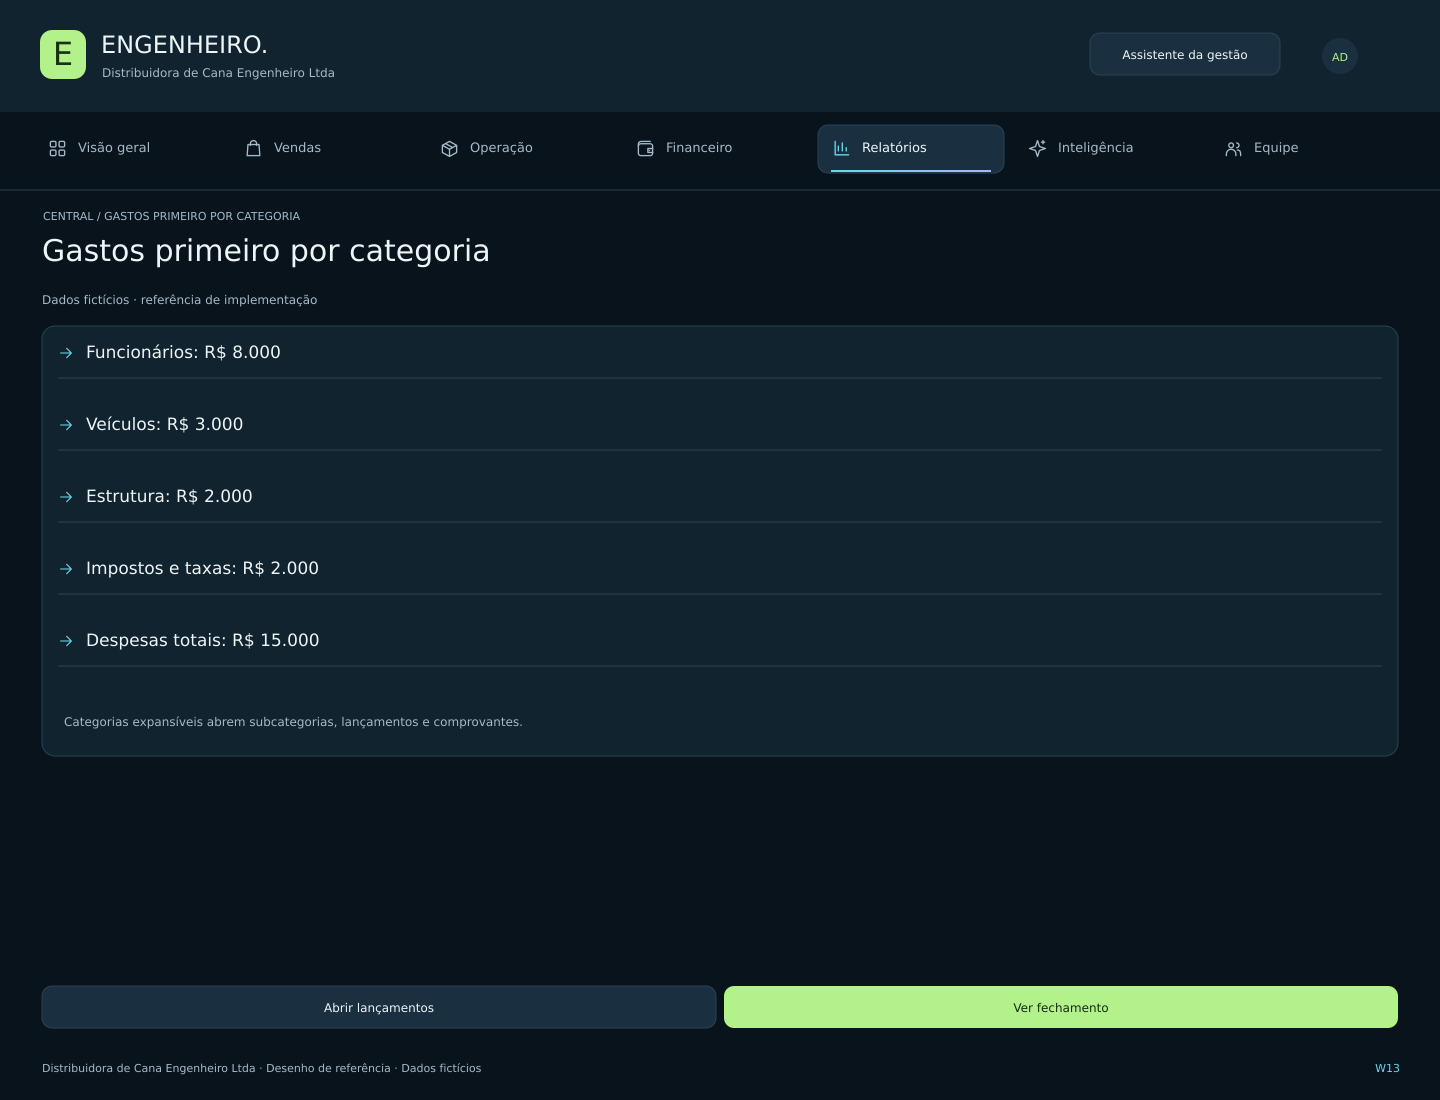 E
ENGENHEIRO.
Distribuidora de Cana Engenheiro Ltda
Assistente da gestão
AD
Visão geral
Vendas
Operação
Financeiro
Relatórios
Inteligência
Equipe
CENTRAL / GASTOS PRIMEIRO POR CATEGORIA
Gastos primeiro por categoria
Dados fictícios · referência de implementação
→ Funcionários: R$ 8.000
→ Veículos: R$ 3.000
→ Estrutura: R$ 2.000
→ Impostos e taxas: R$ 2.000
→ Despesas totais: R$ 15.000
Categorias expansíveis abrem subcategorias, lançamentos e comprovantes.
Abrir lançamentos
Ver fechamento
Distribuidora de Cana Engenheiro Ltda · Desenho de referência · Dados fictícios
W13